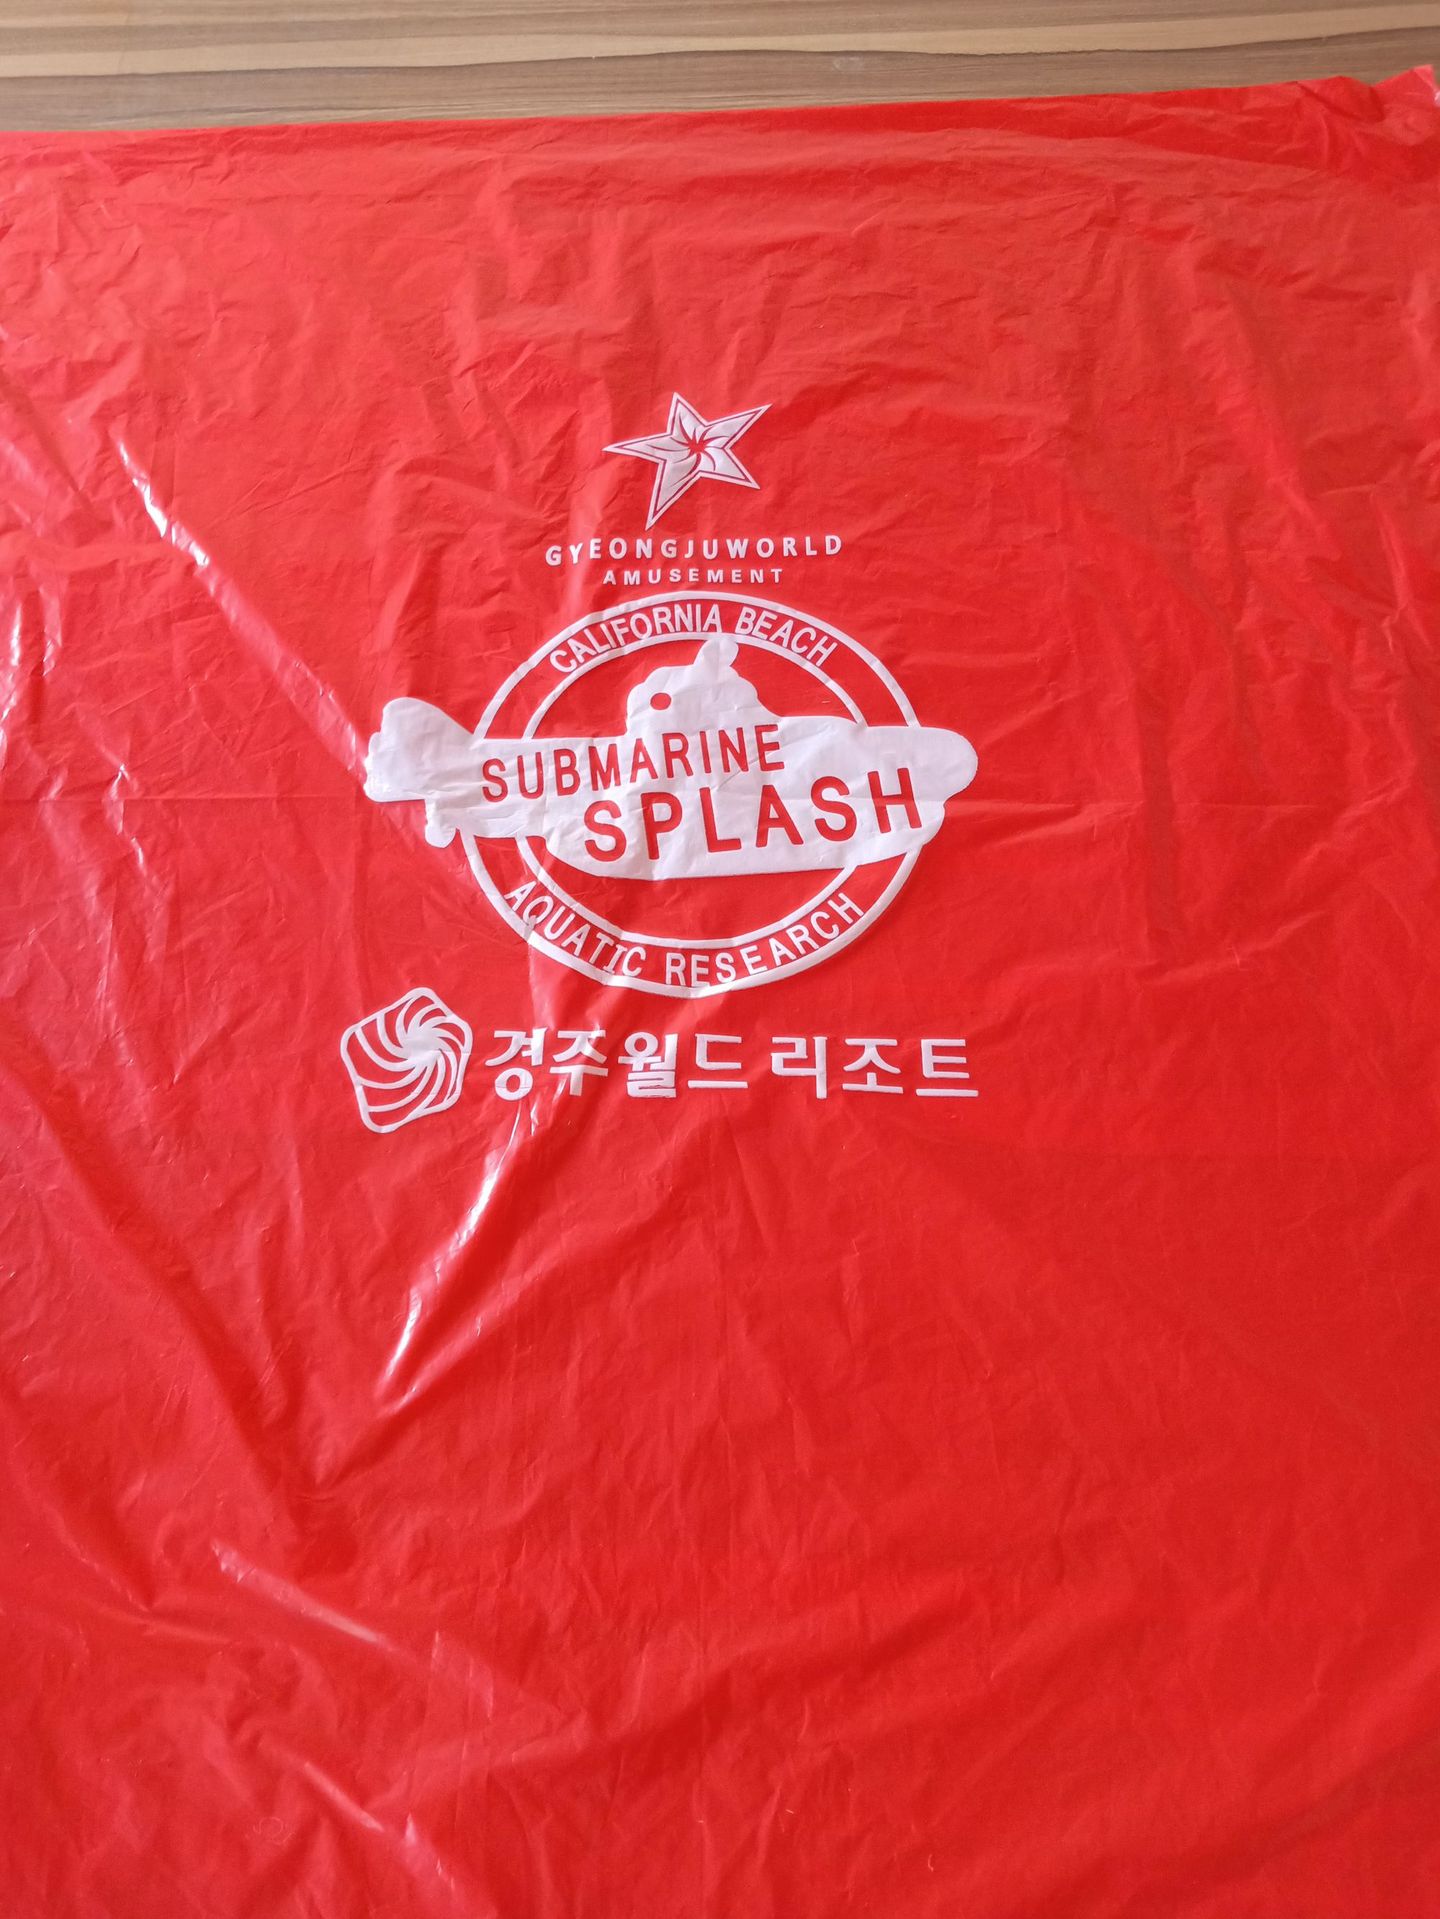 GYEONGJUWORLD
AMUSEMENT
CALIFORNIA BEACH
SUBMARINE
SPLASH
AQUATIC RESEARCH
경주월드 리조트